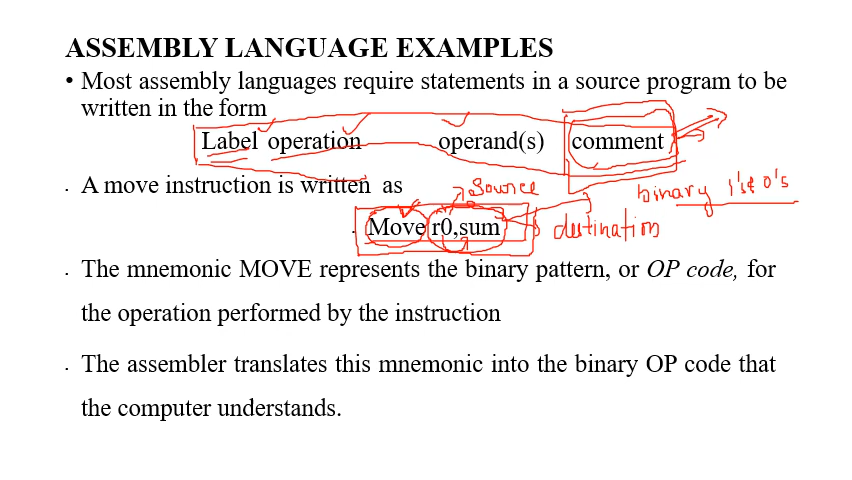 ASSEMBLY LANGUAGE EXAMPLES
• Most assembly languages require statements in a source program to be
written in the form
Label operation operand(s) comment
. A move instruction is written as
source
binary 1's & 0's
. Move r0,sum
destination
. The mnemonic MOVE represents the binary pattern, or OP code, for
the operation performed by the instruction
. The assembler translates this mnemonic into the binary OP code that
the computer understands.